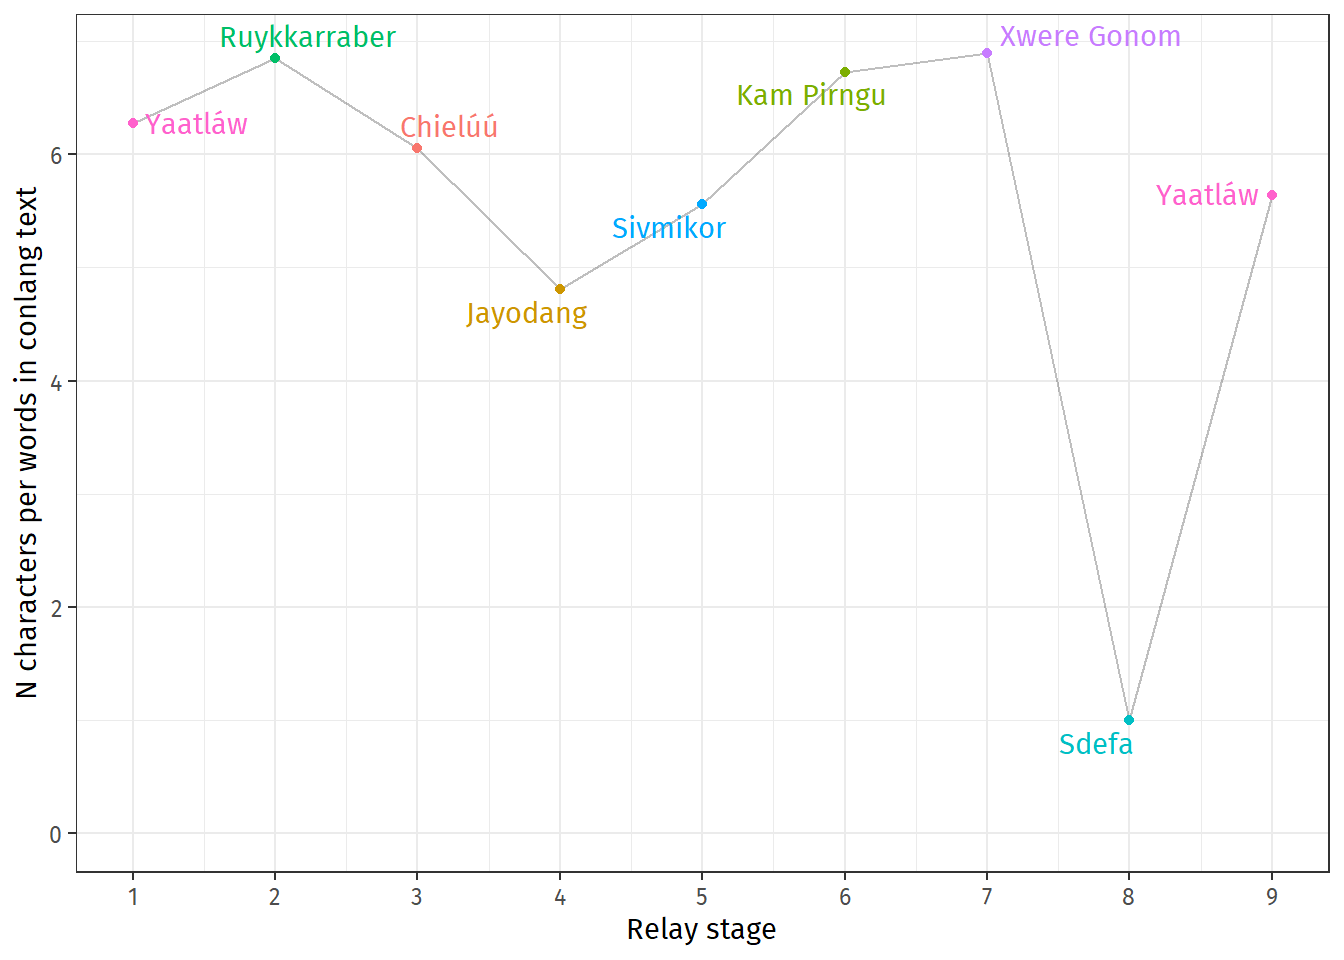 N characters per words in conlang text
6
4
2
0
Ruykkarraber
Xwere Gonom
Kam Pirngu
Yaatláw
Chielúú
Yaatláw
Sivmikor
Jayodang
Sdefa
1 2 3 4 5 6 7 8 9
Relay stage